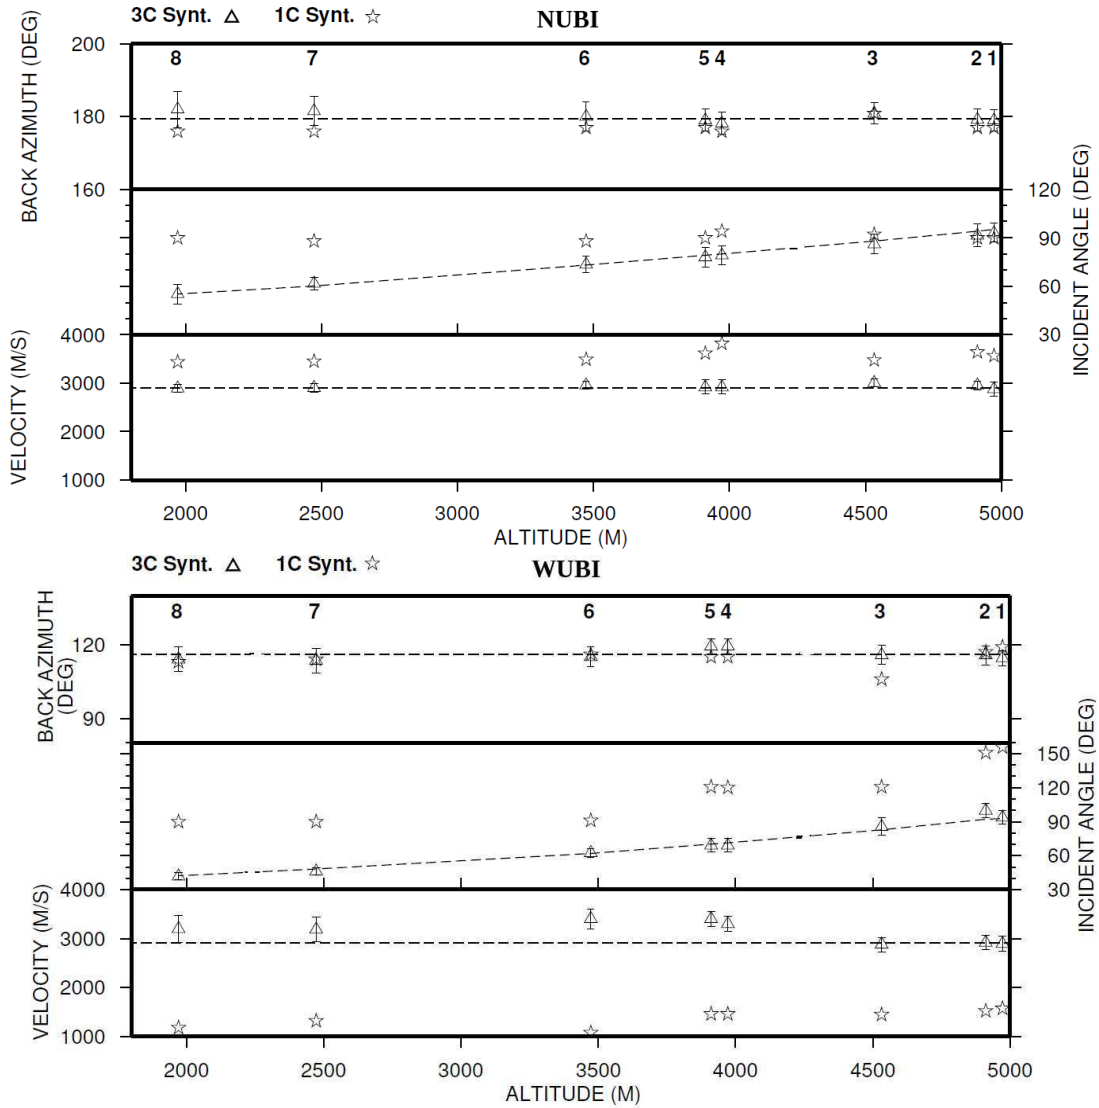 3C Synt. △ 1C Synt. ☆ NUBI
8 7 6 5 4 3 2 1
200
180
160
BACK AZIMUTH (DEG)
120
90
60
30
INCIDENT ANGLE (DEG)
4000
3000
2000
1000
VELOCITY (M/S)
2000 2500 3000 3500 4000 4500 5000
ALTITUDE (M)
3C Synt. △ 1C Synt. ☆ WUBI
8 7 6 5 4 3 2 1
120
90
BACK AZIMUTH
(DEG)
150
120
90
60
30
INCIDENT ANGLE (DEG)
4000
3000
2000
1000
VELOCITY (M/S)
2000 2500 3000 3500 4000 4500 5000
ALTITUDE (M)